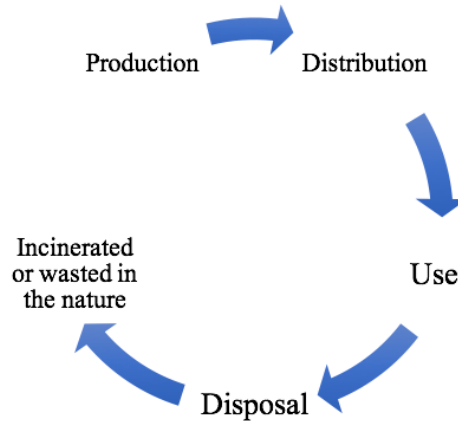 Production
Distribution
Use
Disposal
Incinerated
or wasted in
the nature